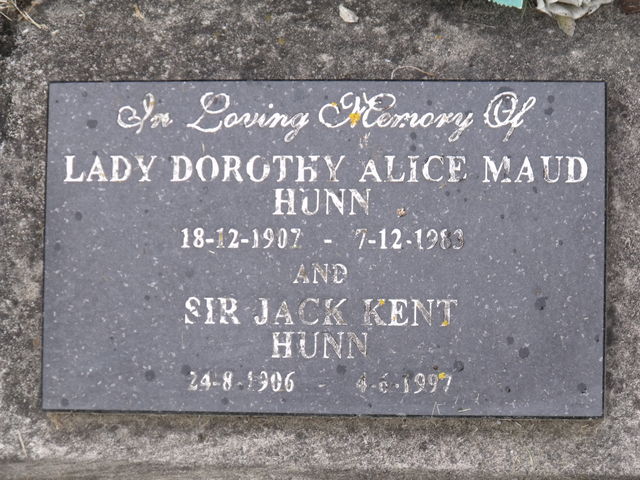 In Loving Memory Of
LADY DOROTHY ALICE MAUD
HUNN
18-12-1907 - 7-12-1983
AND
SIR JACK KENT
HUNN
24-8-1906 - 4-6-1997